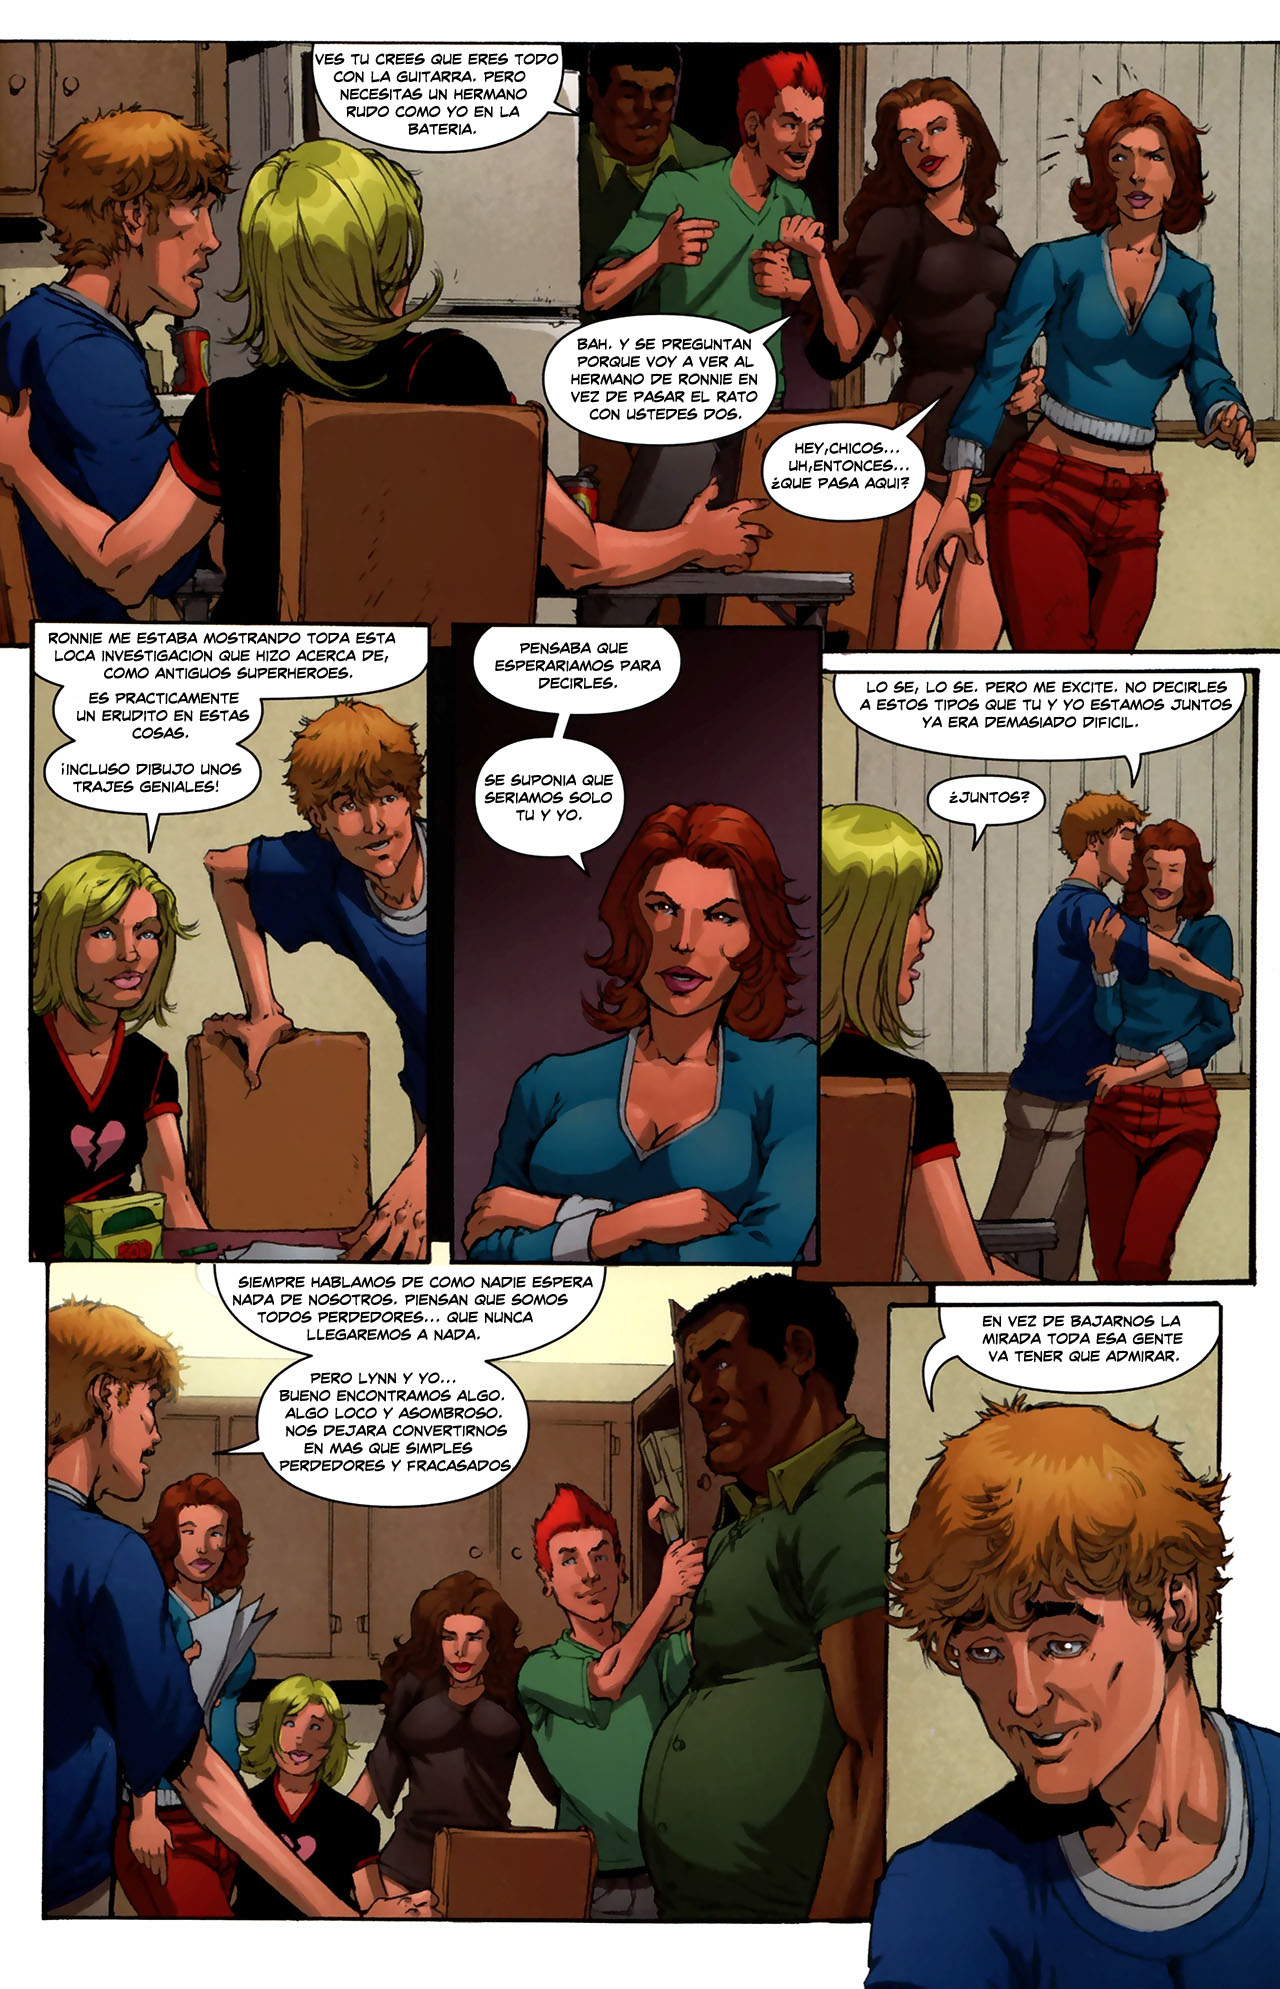 VES TU CREES QUE ERES TODO
CON LA GUITARRA. PERO
NECESITAS UN HERMANO
RUDO COMO YO EN LA
BATERIA.
BAH. Y SE PREGUNTAN
PORQUE VOY A VER AL
HERMANO DE RONNIE EN
VEZ DE PASAR EL RATO
CON USTEDES DOS.
HEY,CHICOS...
UH,ENTONCES...
¿QUE PASA AQUI?
RONNIE ME ESTABA MOSTRANDO TODA ESTA
LOCA INVESTIGACION QUE HIZO ACERCA DE,
COMO ANTIGUOS SUPERHEROES.
ES PRACTICAMENTE
UN ERUDITO EN ESTAS
COSAS.
¡INCLUSO DIBUJO UNOS
TRAJES GENIALES!
PENSABA QUE
ESPERARIAMOS PARA
DECIRLES.
SE SUPONIA QUE
SERIAMOS SOLO
TU Y YO.
LO SE, LO SE. PERO ME EXCITE. NO DECIRLES
A ESTOS TIPOS QUE TU Y YO ESTAMOS JUNTOS
YA ERA DEMASIADO DIFICIL.
¿JUNTOS?
SIEMPRE HABLAMOS DE COMO NADIE ESPERA
NADA DE NOSOTROS. PIENSAN QUE SOMOS
TODOS PERDEDORES... QUE NUNCA
LLEGAREMOS A NADA.
PERO LYNN Y YO...
BUENO ENCONTRAMOS ALGO.
ALGO LOCO Y ASOMBROSO.
NOS DEJARA CONVERTIRNOS
EN MAS QUE SIMPLES
PERDEDORES Y FRACASADOS
EN VEZ DE BAJARNOS LA
MIRADA TODA ESA GENTE
VA TENER QUE ADMIRAR.